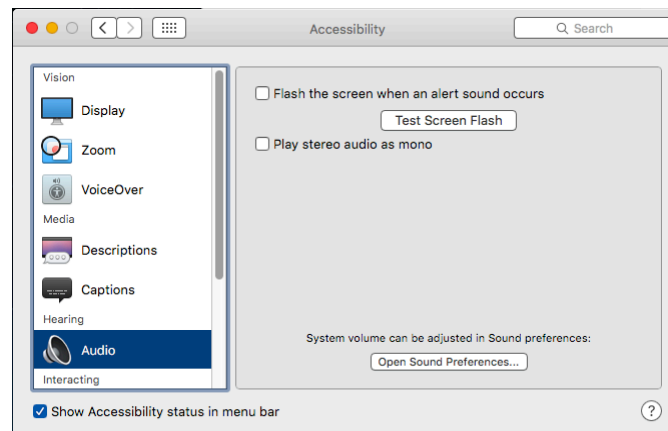 Accessibility
Search
Vision
Display
Zoom
VoiceOver
Media
Descriptions
Captions
Hearing
Audio
Interacting
Flash the screen when an alert sound occurs
Test Screen Flash
Play stereo audio as mono
System volume can be adjusted in Sound preferences:
Open Sound Preferences...
Show Accessibility status in menu bar
?